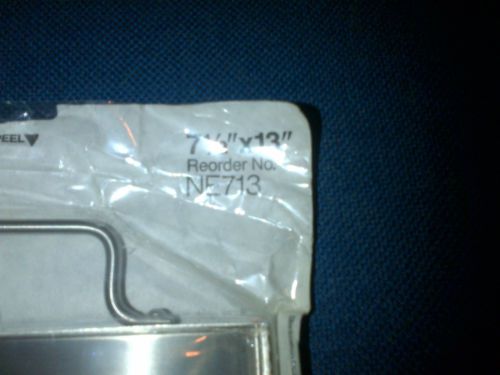 PEEL▼
7½"x13"
Reorder No.
NE713